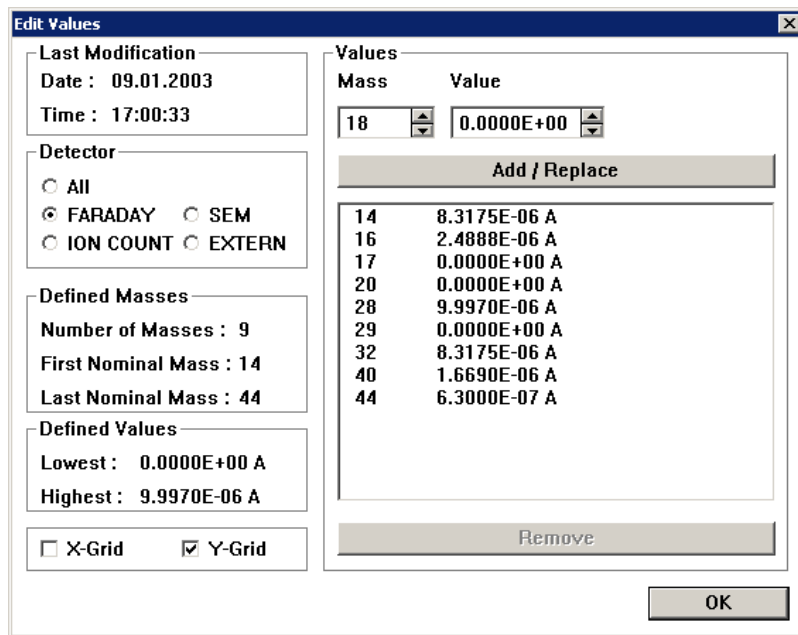 Edit Values
Last Modification
Date : 09.01.2003
Time : 17:00:33
Detector
All
FARADAY SEM
ION COUNT EXTERN
Defined Masses
Number of Masses : 9
First Nominal Mass : 14
Last Nominal Mass : 44
Defined Values
Lowest : 0.0000E+00 A
Highest : 9.9970E-06 A
X-Grid Y-Grid
Values
Mass Value
18 0.0000E+00
Add / Replace
14 8.3175E-06 A
16 2.4888E-06 A
17 0.0000E+00 A
20 0.0000E+00 A
28 9.9970E-06 A
29 0.0000E+00 A
32 8.3175E-06 A
40 1.6690E-06 A
44 6.3000E-07 A
Remove
OK